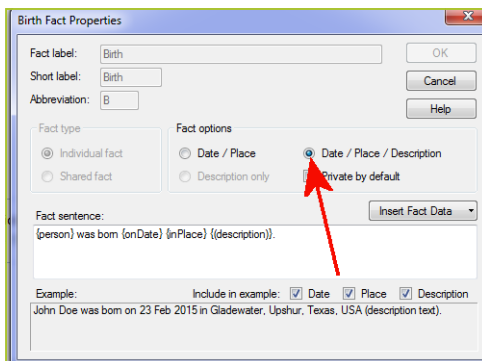 Birth Fact Properties
Fact label: Birth OK
Short label: Birth Cancel
Abbreviation: B Help
Fact type Fact options
Individual fact Date / Place Date / Place / Description
Shared fact Description only Private by default
Fact sentence: Insert Fact Data
{person} was born {onDate} {inPlace} {(description)}.
Example: Include in example: Date Place Description
John Doe was born on 23 Feb 2015 in Gladewater, Upshur, Texas, USA (description text).